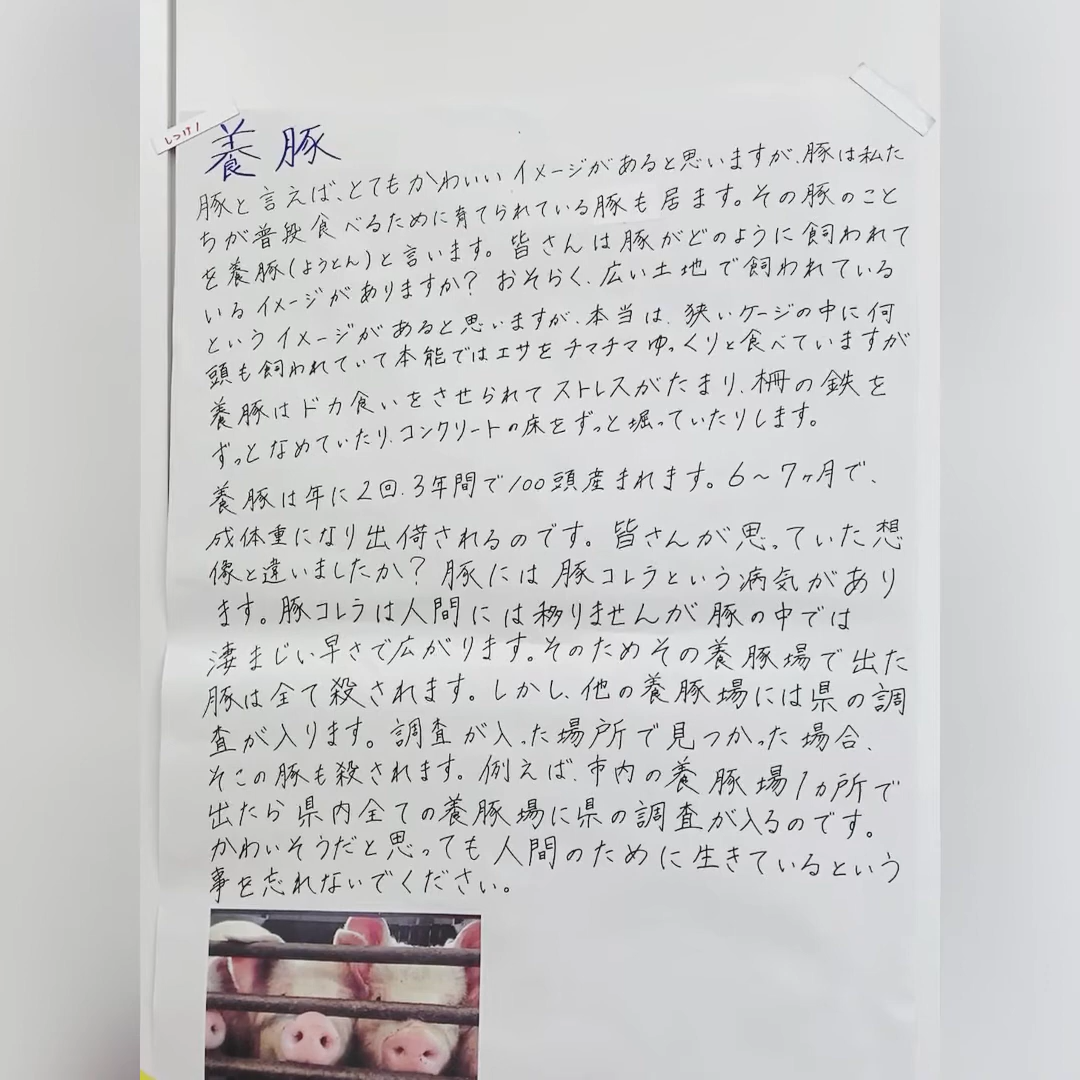 しつけ!
養豚
豚と言えば、とてもかわいいイメージがあると思いますが、豚は私た
ちが普段食べるために育てられている豚も居ます。その豚のこと
を養豚(ようとん)と言います。皆さんは豚がどのように飼われて
いるイメージがありますか? おそらく、広い土地で飼われている
というイメージがあると思いますが、本当は、狭いケージの中に何
頭も飼われていて本能ではエサをチマチマゆっくりと食べていますが
養豚はドカ食いをさせられてストレスがたまり、柵の鉄を
ずっとなめていたり、コンクリートの床をずっと堀っていたりします。
養豚は年に2回、3年間で100頭産まれます。6～7ヶ月で、
成体重になり出荷されるのです。皆さんが思っていた想
像と違いましたか? 豚には豚コレラという病気があり
ます。豚コレラは人間には移りませんが豚の中では
凄まじい早さで広がります。そのためその養豚場で出た
豚は全て殺されます。しかし、他の養豚場には県の調
査が入ります。調査が入った場所で見つかった場合、
そこの豚も殺されます。例えば、市内の養豚場1ヵ所で
出たら県内全ての養豚場に県の調査が入るのです。
かわいそうだと思っても人間のために生きているという
事を忘れないでください。